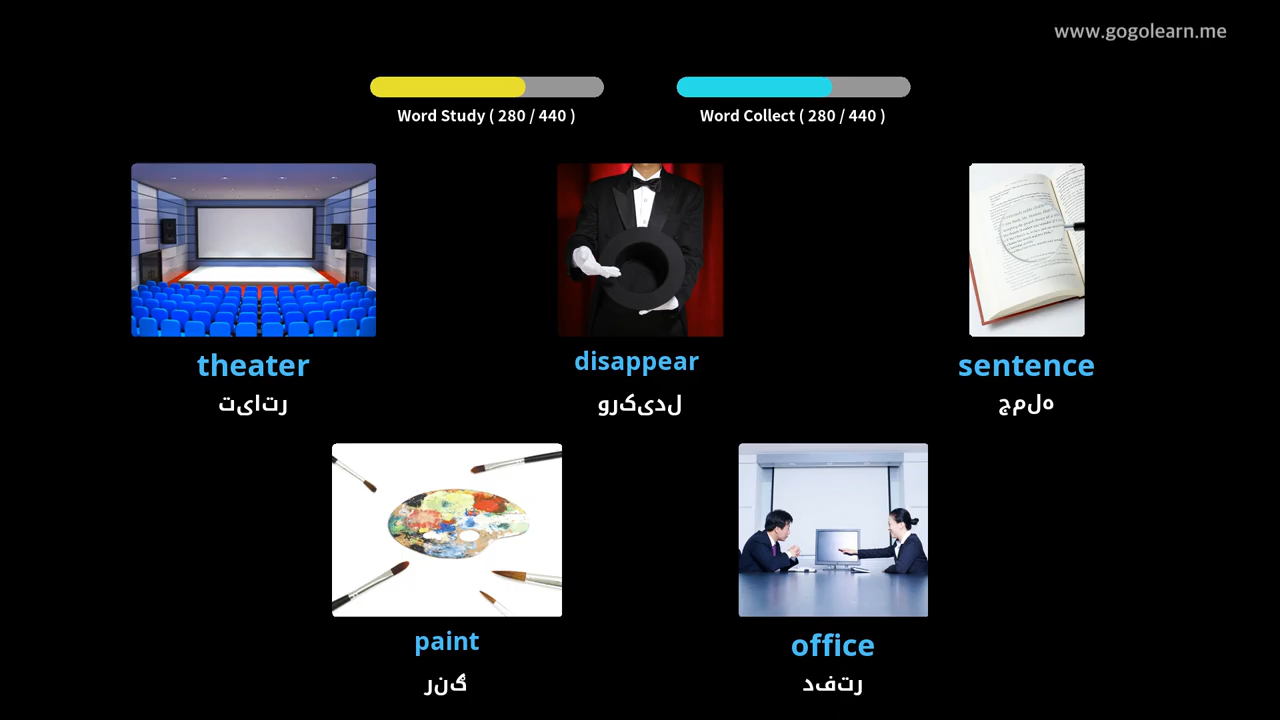 www.gogolearn.me
Word Study ( 280 / 440 )
Word Collect ( 280 / 440 )
theater
رتایت
disappear
لدیکرو
sentence
هلمج
paint
گنر
office
رتفد